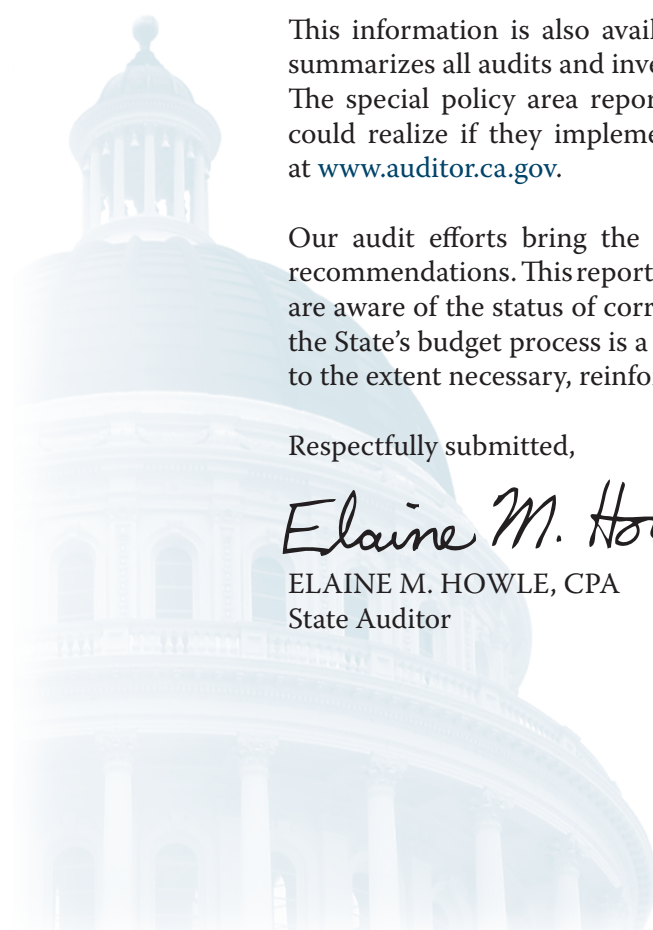 This information is also avail
summarizes all audits and inve
The special policy area repor
could realize if they impleme
at www.auditor.ca.gov.
Our audit efforts bring the
recommendations. This report
are aware of the status of corr
the State’s budget process is a
to the extent necessary, reinfo
Respectfully submitted,
Elaine M. Ho
ELAINE M. HOWLE, CPA
State Auditor